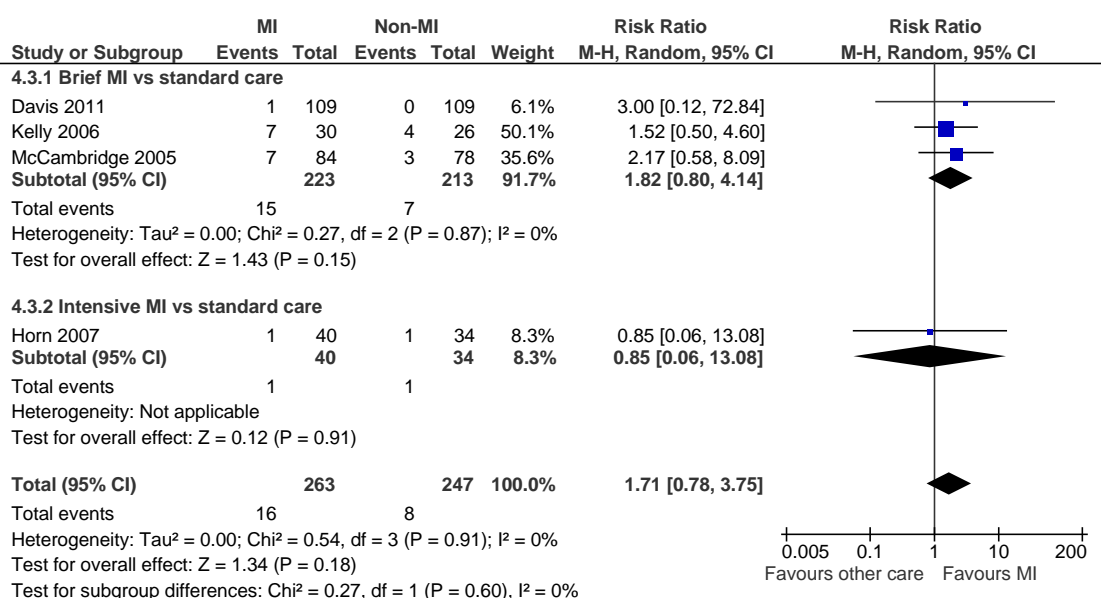 MI Non-MI Risk Ratio Risk Ratio
Study or Subgroup Events Total Events Total Weight M-H, Random, 95% CI M-H, Random, 95% CI
4.3.1 Brief MI vs standard care
Davis 2011 1 109 0 109 6.1% 3.00 [0.12, 72.84]
Kelly 2006 7 30 4 26 50.1% 1.52 [0.50, 4.60]
McCambridge 2005 7 84 3 78 35.6% 2.17 [0.58, 8.09]
Subtotal (95% CI) 223 213 91.7% 1.82 [0.80, 4.14]
Total events 15 7
Heterogeneity: Tau² = 0.00; Chi² = 0.27, df = 2 (P = 0.87); I² = 0%
Test for overall effect: Z = 1.43 (P = 0.15)
4.3.2 Intensive MI vs standard care
Horn 2007 1 40 1 34 8.3% 0.85 [0.06, 13.08]
Subtotal (95% CI) 40 34 8.3% 0.85 [0.06, 13.08]
Total events 1 1
Heterogeneity: Not applicable
Test for overall effect: Z = 0.12 (P = 0.91)
Total (95% CI) 263 247 100.0% 1.71 [0.78, 3.75]
Total events 16 8
Heterogeneity: Tau² = 0.00; Chi² = 0.54, df = 3 (P = 0.91); I² = 0%
Test for overall effect: Z = 1.34 (P = 0.18)
Test for subgroup differences: Chi² = 0.27, df = 1 (P = 0.60), I² = 0%
0.005 0.1 1 10 200
Favours other care Favours MI